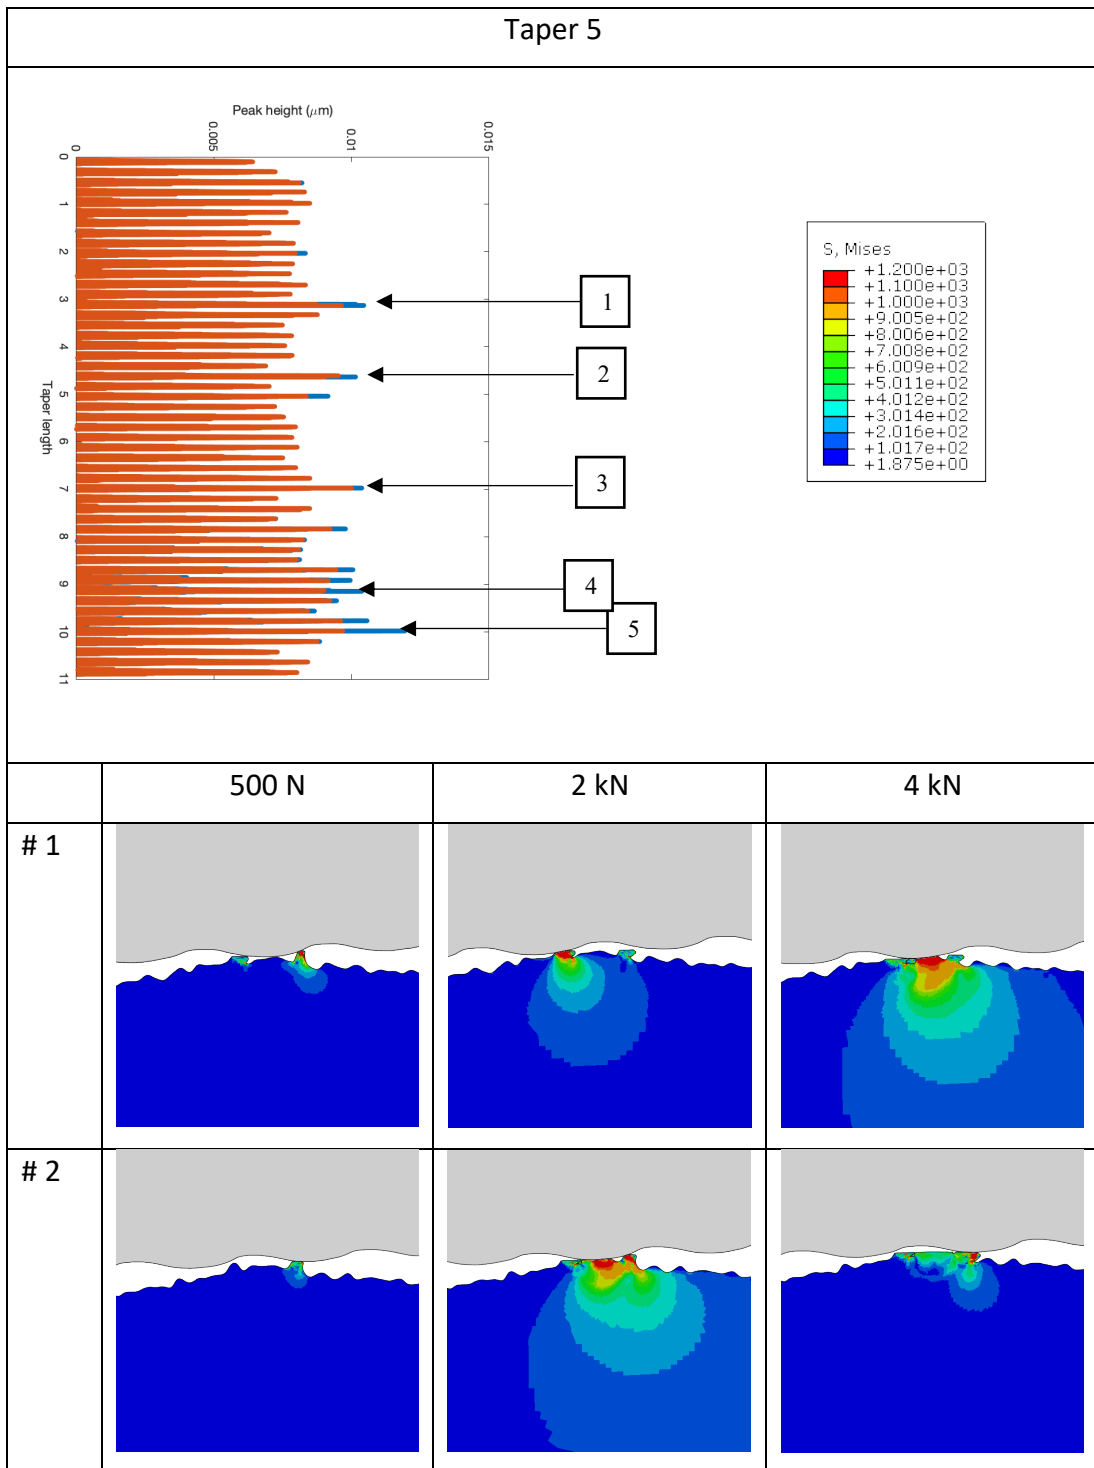 Taper 5
Peak height (μm)
0 0.005 0.01 0.015
Taper length
0
1
2
3
4
5
6
7
8
9
10
11
1
2
3
4
5
S, Mises
+1.200e+03
+1.100e+03
+1.000e+03
+9.005e+02
+8.006e+02
+7.008e+02
+6.009e+02
+5.011e+02
+4.012e+02
+3.014e+02
+2.016e+02
+1.017e+02
+1.875e+00
500 N 2 kN 4 kN
# 1
# 2